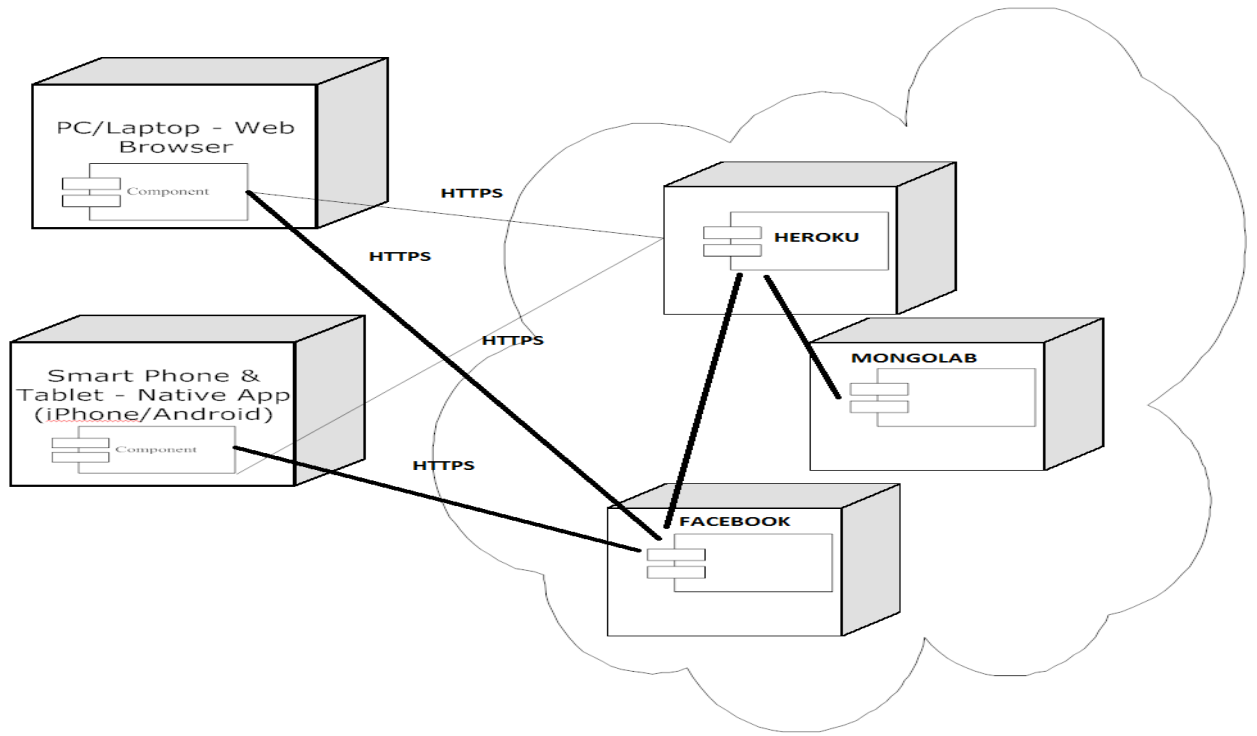 PC/Laptop - Web
Browser
Component
HTTPS
HTTPS
HEROKU
HTTPS
MONGOLAB
Smart Phone &
Tablet - Native App
(iPhone/Android)
Component
HTTPS
FACEBOOK